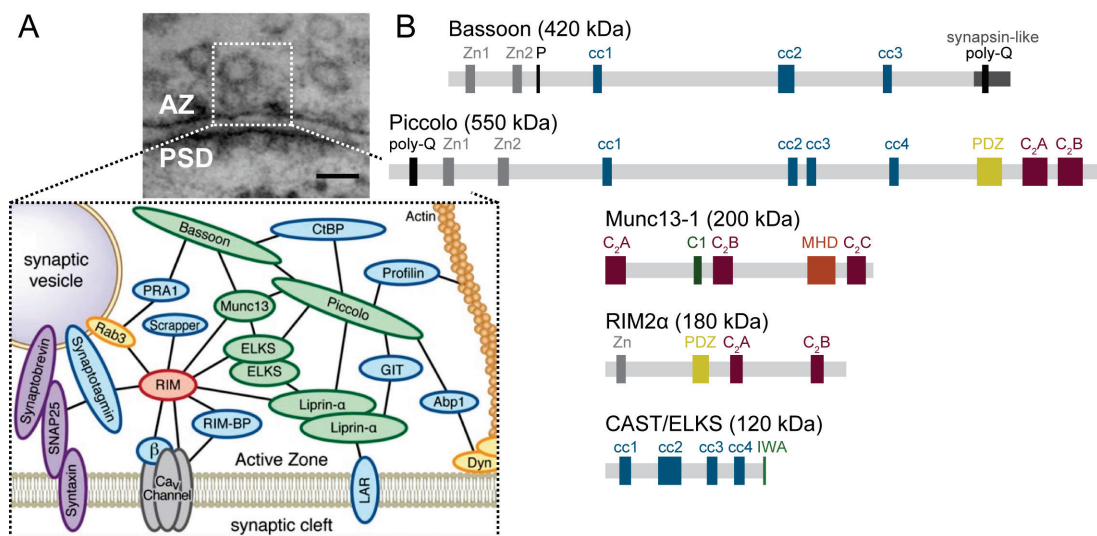 A
AZ
PSD
synaptic
vesicle
Bassoon
CtBP
Actin
PRA1
Profilin
Munc13
Piccolo
Rab3
Scrapper
Synaptobrevin
Synaptotagmin
ELKS
ELKS
GIT
RIM
SNAP25
Liprin-α
Abp1
RIM-BP
Liprin-α
β
Active Zone
Dyn
Syntaxin
Caᵥ
Channel
LAR
synaptic cleft
B
Bassoon (420 kDa)
synapsin-like
Zn1 Zn2 P cc1 cc2 cc3 poly-Q
Piccolo (550 kDa)
poly-Q Zn1 Zn2 cc1 cc2 cc3 cc4 PDZ C₂A C₂B
Munc13-1 (200 kDa)
C₂A C1 C₂B MHD C₂C
RIM2α (180 kDa)
Zn PDZ C₂A C₂B
CAST/ELKS (120 kDa)
cc1 cc2 cc3 cc4 IWA